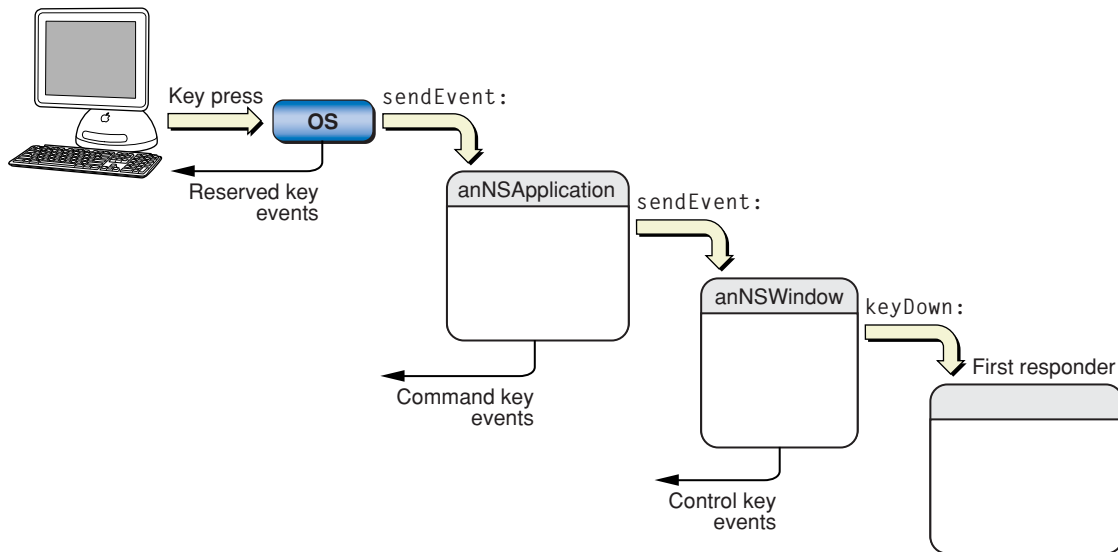 Key press
OS
sendEvent:
Reserved key
events
anNSApplication
sendEvent:
Command key
events
anNSWindow
keyDown:
Control key
events
First responder